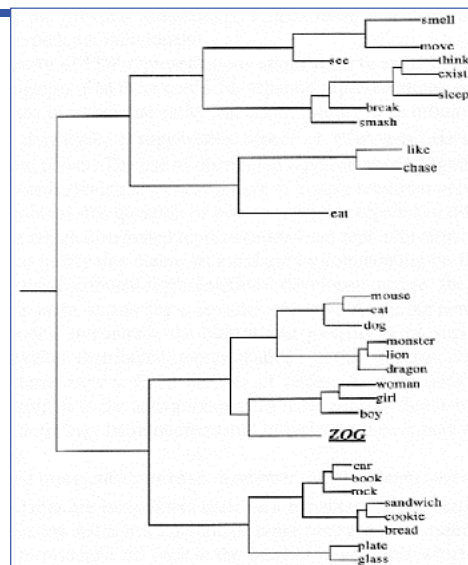 smell
move
see
think
exist
sleep
break
smash
like
chase
eat
mouse
cat
dog
monster
lion
dragon
woman
girl
boy
ZOG
car
book
rock
sandwich
cookie
bread
plate
glass